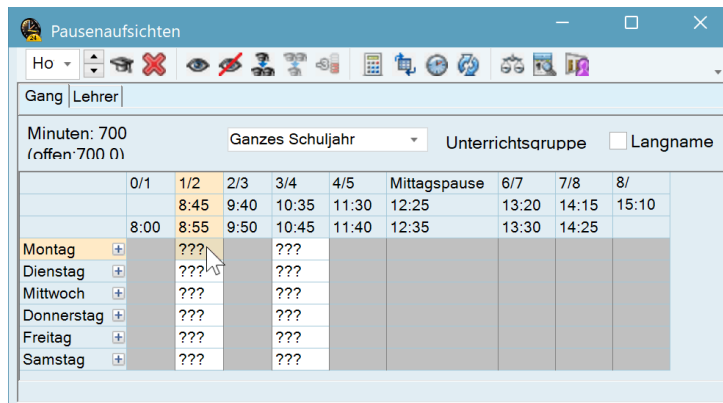 Pausenaufsichten
Ho
Gang Lehrer
Minuten: 700
(offen:700 0)
Ganzes Schuljahr
Unterrichtsgruppe
Langname
0/1 1/2 2/3 3/4 4/5 Mittagspause 6/7 7/8 8/
8:45 9:40 10:35 11:30 12:25 13:20 14:15 15:10
8:00 8:55 9:50 10:45 11:40 12:35 13:30 14:25
Montag ??? ???
Dienstag ??? ???
Mittwoch ??? ???
Donnerstag ??? ???
Freitag ??? ???
Samstag ??? ???